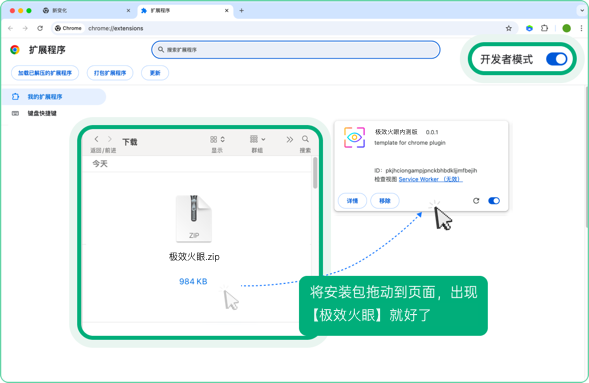 新变化
扩展程序
Chrome
chrome://extensions
扩展程序
搜索扩展程序
开发者模式
加载已解压的扩展程序
打包扩展程序
更新
我的扩展程序
键盘快捷键
下载
返回/前进
显示
群组
搜索
今天
ZIP
极效火眼.zip
984 KB
极效火眼内测版 0.0.1
template for chrome plugin
ID: pkjhciongampjpnckbhbdkljjmfbejlh
检查视图 Service Worker （无效）
详情
移除
将安装包拖动到页面，出现
【极效火眼】就好了